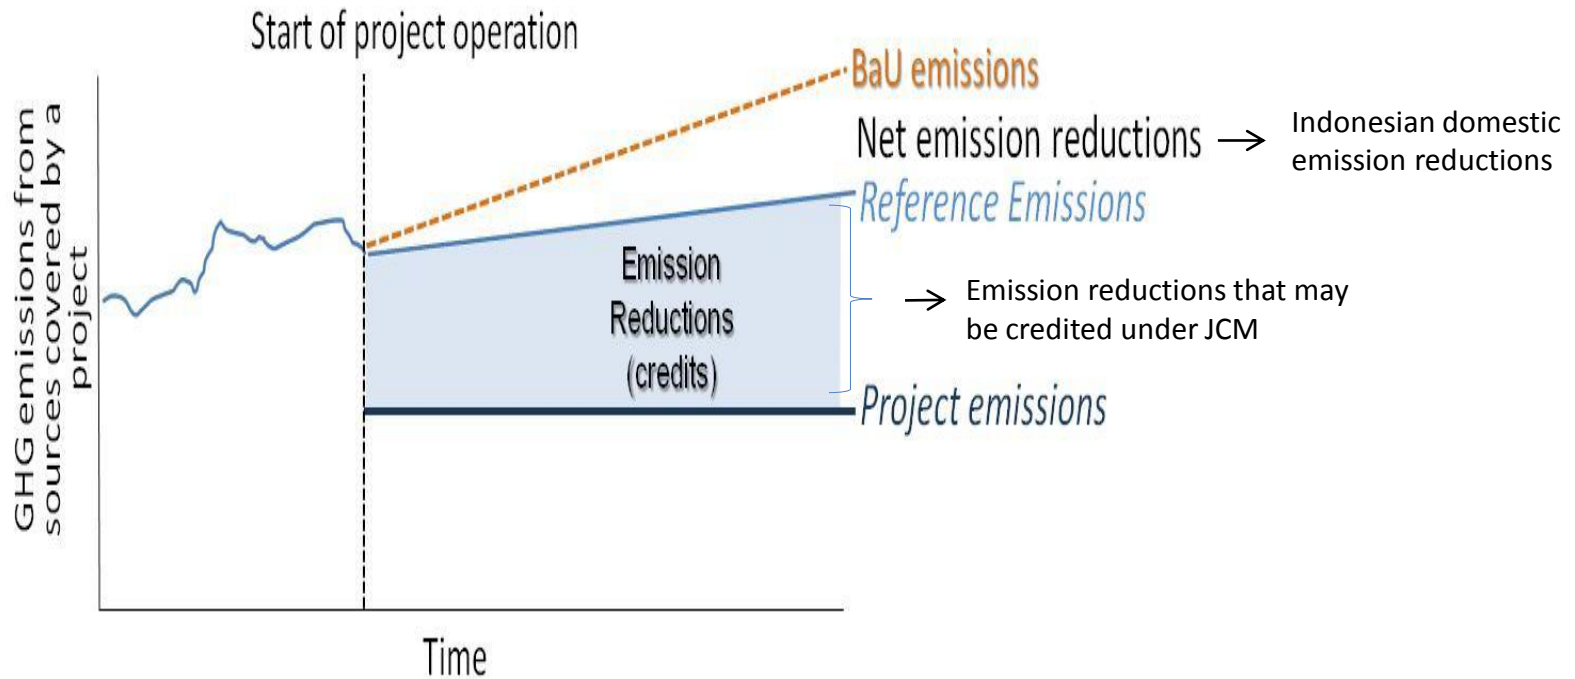 Start of project operation
GHG emissions from
sources covered by a
project
BaU emissions
Net emission reductions
Indonesian domestic
emission reductions
Reference Emissions
Emission
Reductions
(credits)
Emission reductions that may
be credited under JCM
Project emissions
Time